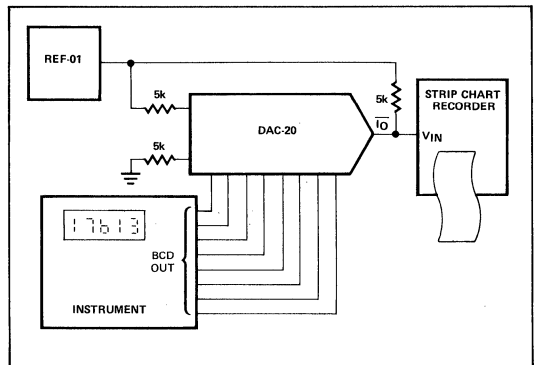 REF-01
5k
5k
5k
DAC-20
IO
STRIP CHART
RECORDER
VIN
17613
BCD
OUT
INSTRUMENT